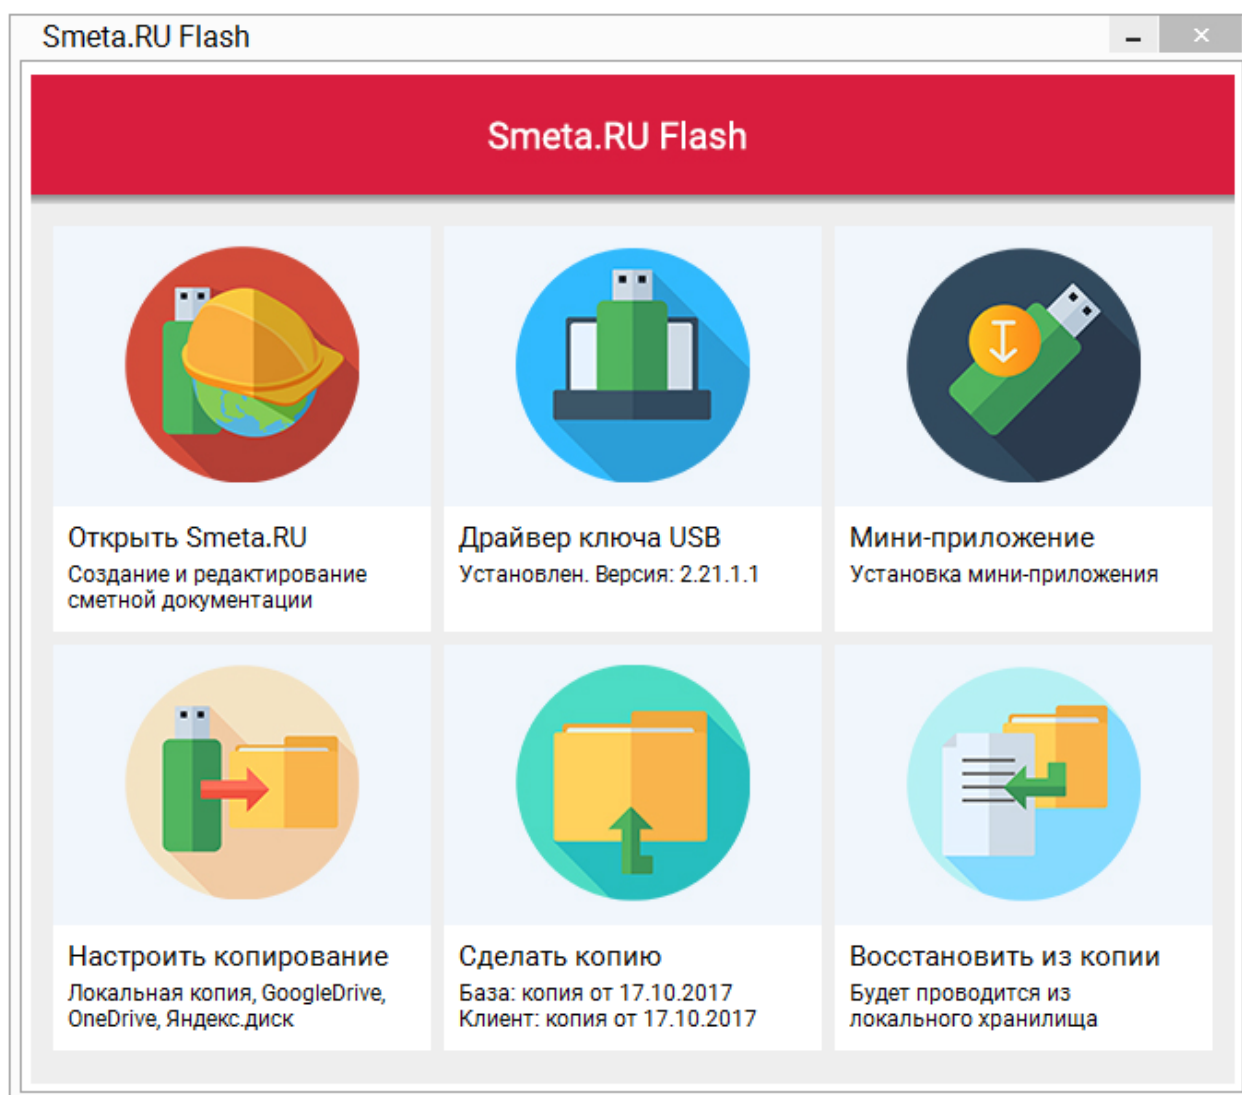 Smeta.RU Flash
Smeta.RU Flash
Открыть Smeta.RU
Создание и редактирование
сметной документации
Драйвер ключа USB
Установлен. Версия: 2.21.1.1
Мини-приложение
Установка мини-приложения
Настроить копирование
Локальная копия, GoogleDrive,
OneDrive, Яндекс.диск
Сделать копию
База: копия от 17.10.2017
Клиент: копия от 17.10.2017
Восстановить из копии
Будет проводится из
локального хранилища